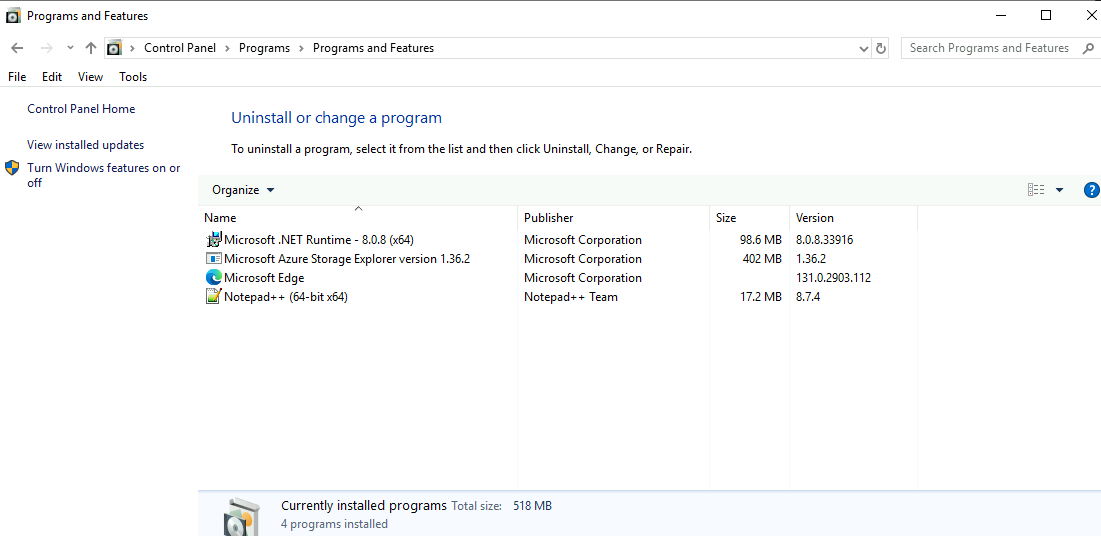 Programs and Features
Control Panel > Programs > Programs and Features
Search Programs and Features
File Edit View Tools
Control Panel Home
View installed updates
Turn Windows features on or
off
Uninstall or change a program
To uninstall a program, select it from the list and then click Uninstall, Change, or Repair.
Organize
?
Name Publisher Size Version
Microsoft .NET Runtime - 8.0.8 (x64) Microsoft Corporation 98.6 MB 8.0.8.33916
Microsoft Azure Storage Explorer version 1.36.2 Microsoft Corporation 402 MB 1.36.2
Microsoft Edge Microsoft Corporation 131.0.2903.112
Notepad++ (64-bit x64) Notepad++ Team 17.2 MB 8.7.4
Currently installed programs Total size: 518 MB
4 programs installed